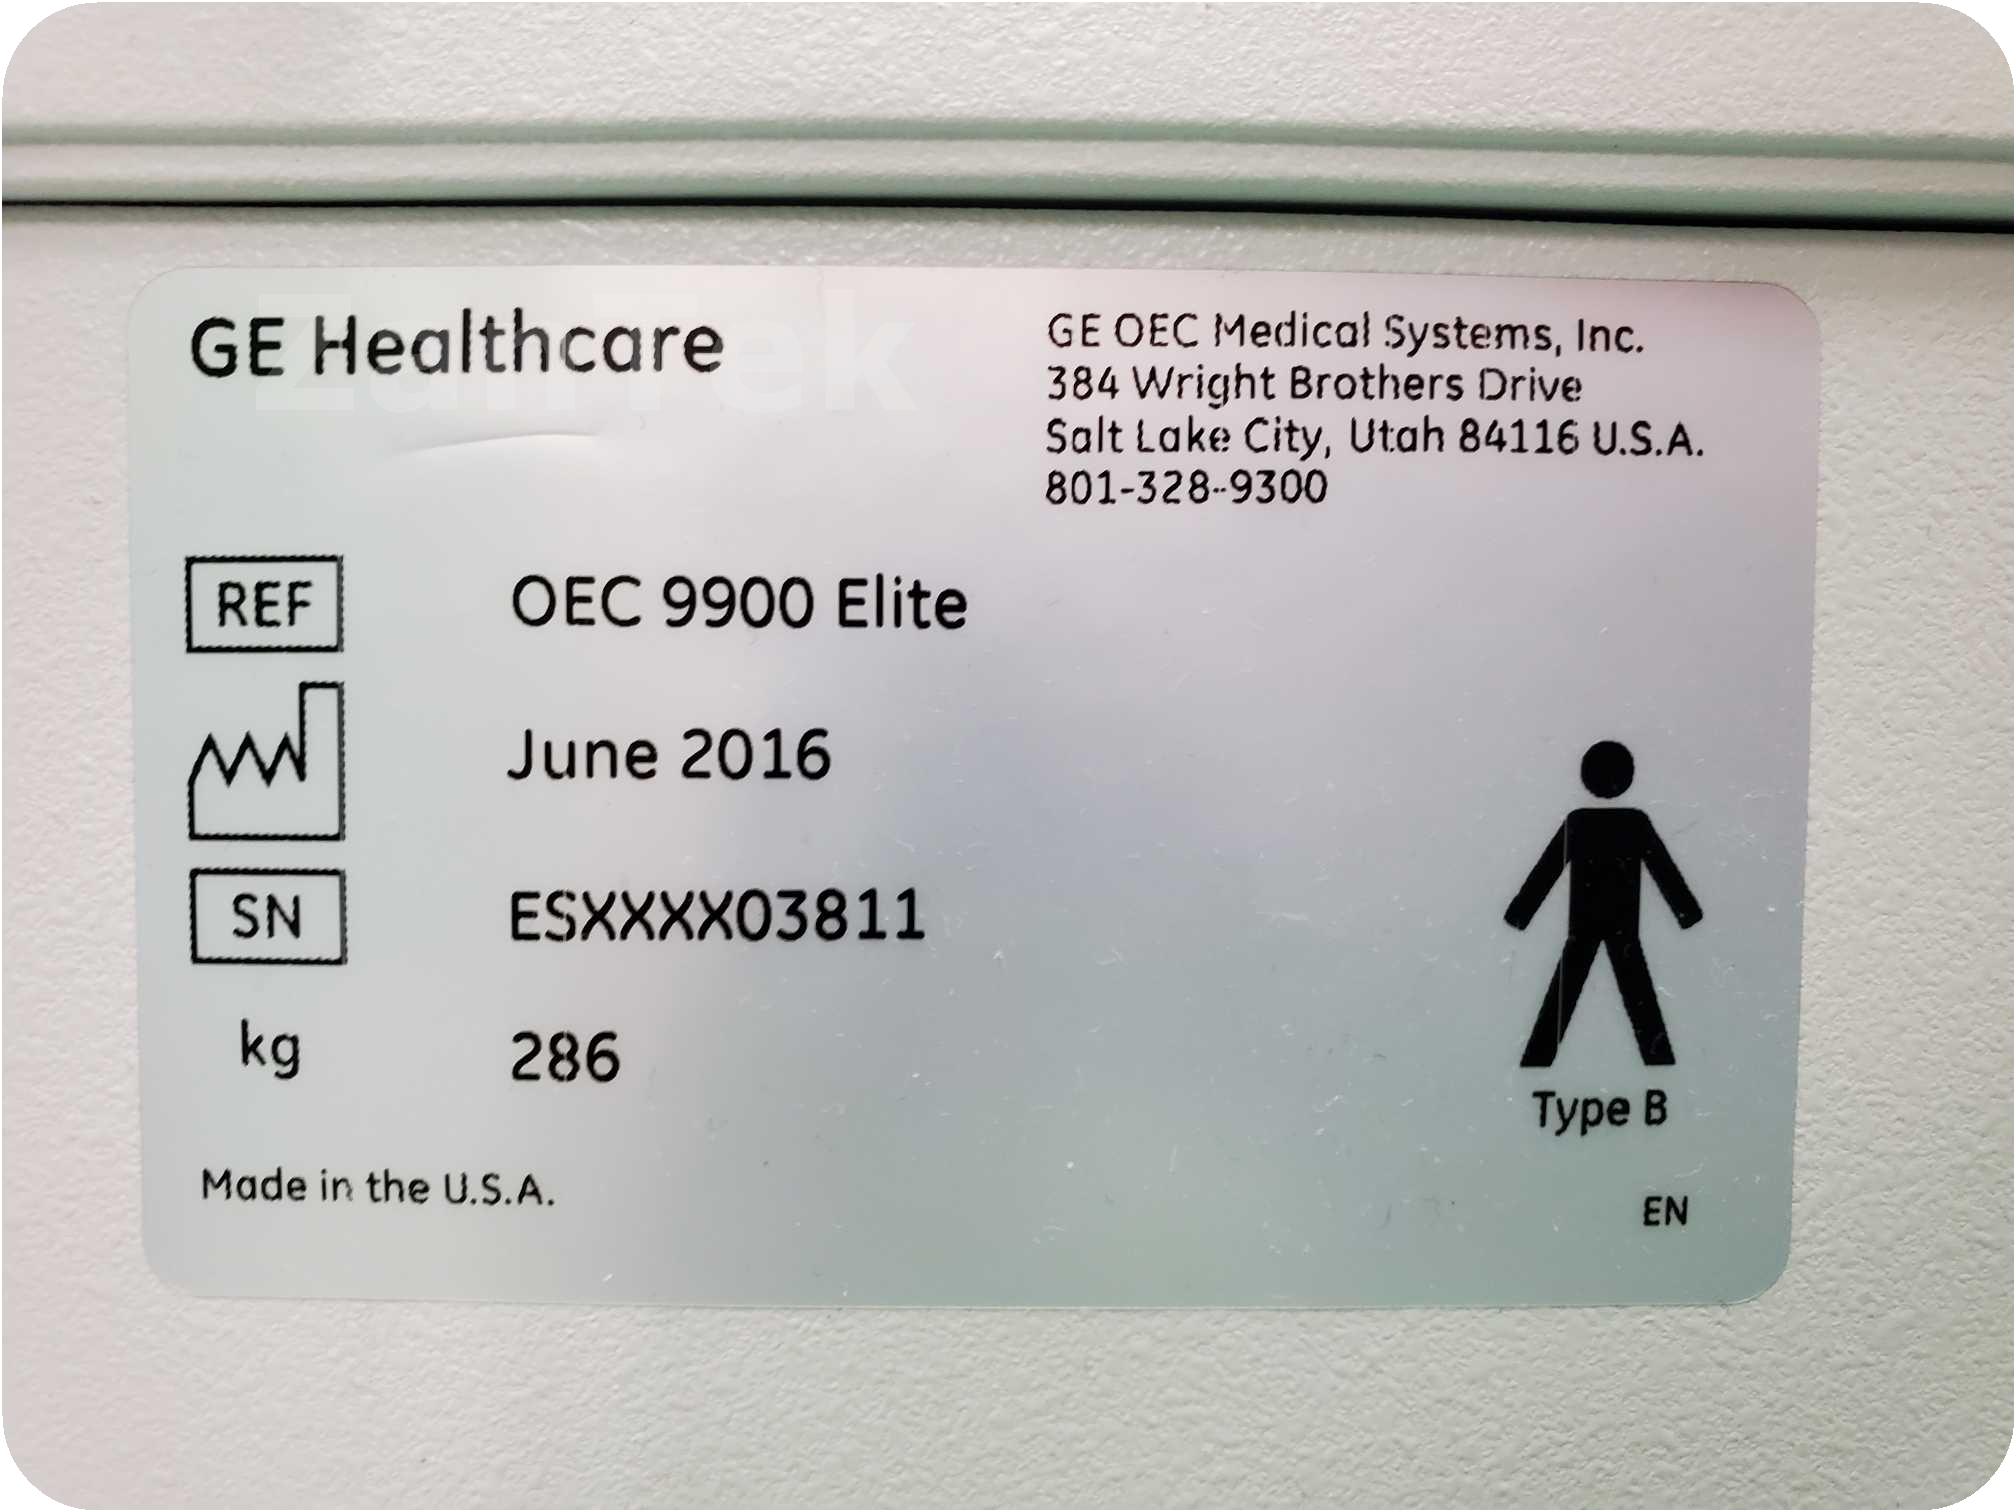 GE Healthcare
GE OEC Medical Systems, Inc.
384 Wright Brothers Drive
Salt Lake City, Utah 84116 U.S.A.
801-328-9300
REF OEC 9900 Elite
June 2016
SN ESXXXX03811
kg 286
Type B
Made in the U.S.A.
EN
ZanTek